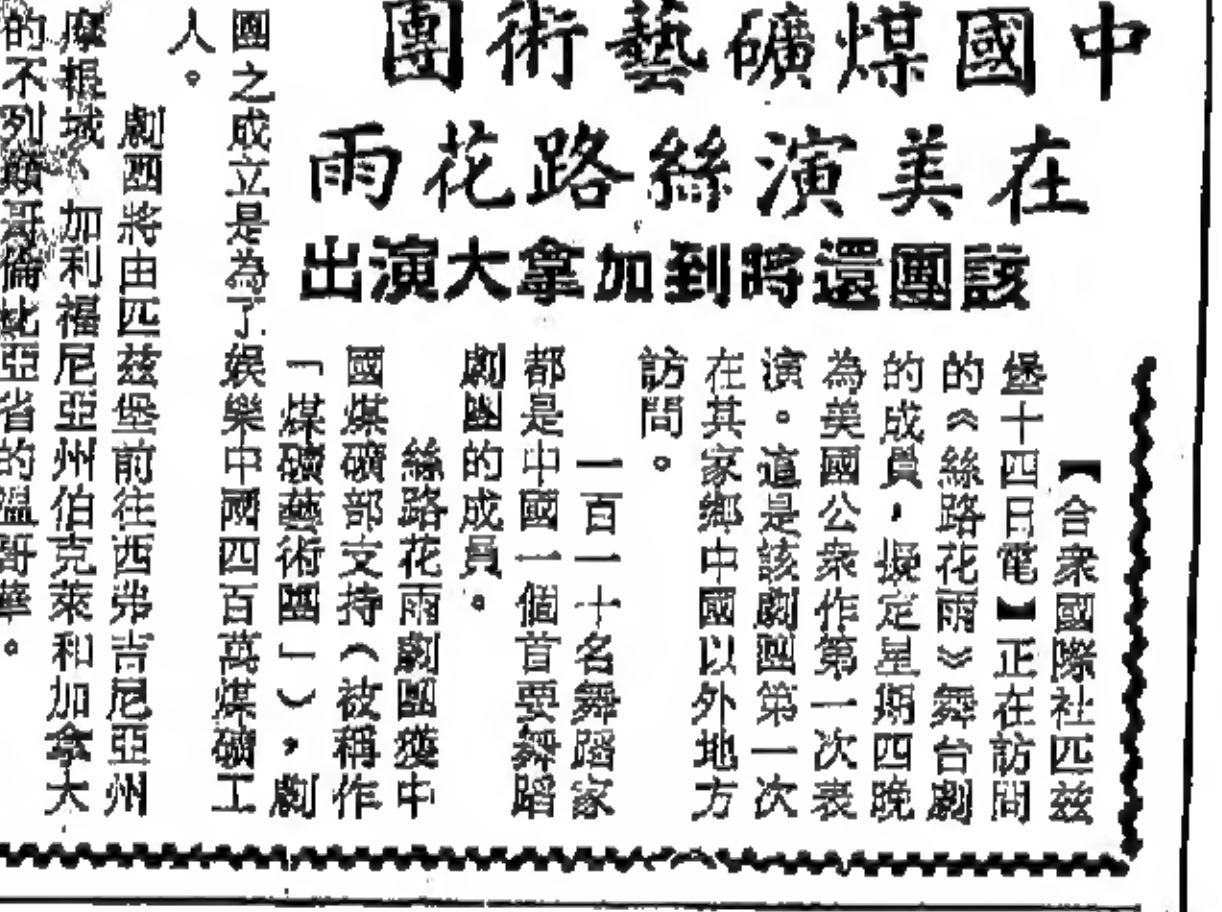 中國煤礦藝術團
在美演絲路花雨
該團還將到加拿大演出
【合衆國際社匹茲
堡十四日電】正在訪問
的《絲路花雨》舞台劇
的成員，擬定星期四晚
為美國公衆作第一次表
演。這是該劇團第一次
在其家鄉中國以外地方
訪問。
一百一十名舞蹈家
都是中國一個首要舞蹈
劇團的成員。
絲路花雨劇團獲中
國煤礦部支持（被稱作
「煤礦藝術團」），劇
團之成立是為了娛樂中國四百萬煤礦工
人。
劇團將由匹茲堡前往西弗吉尼亞州
摩根城、加利福尼亞州伯克萊和加拿大
的不列顛哥倫比亞省的溫哥華。